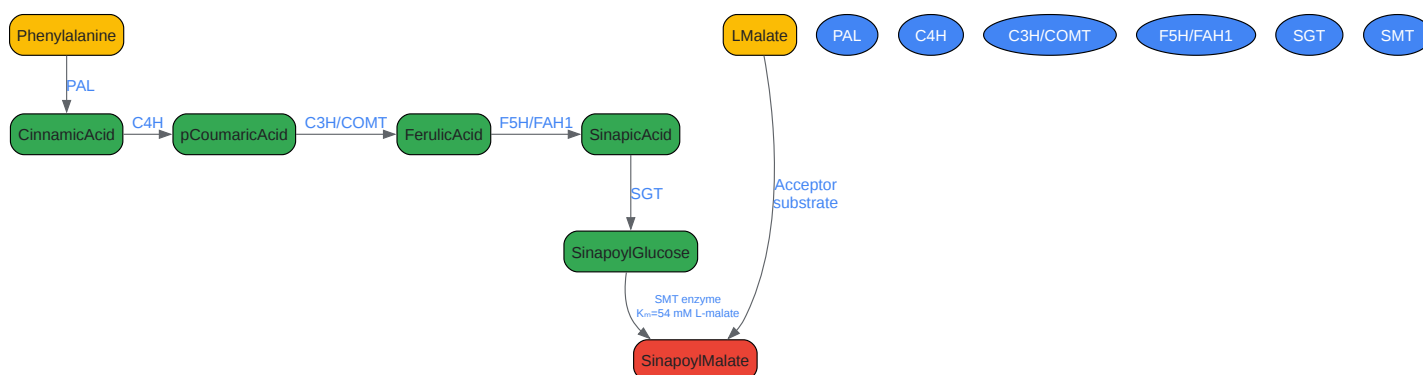 Phenylalanine
LMalate
PAL
C4H
C3H/COMT
F5H/FAH1
SGT
SMT
PAL
CinnamicAcid
C4H
pCoumaricAcid
C3H/COMT
FerulicAcid
F5H/FAH1
SinapicAcid
SGT
Acceptor
substrate
SinapoylGlucose
SMT enzyme
Kₘ=54 mM L-malate
SinapoylMalate